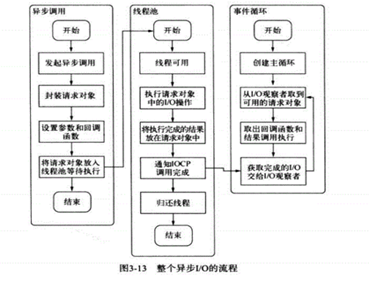 异步调用
开始
发起异步调用
封装请求对象
设置参数和回调
函数
将请求对象放入
线程池等待执行
结束
线程池
开始
线程可用
执行请求对象
中的I/O操作
将执行完成的结果
放在请求对象中
通知IOCP
调用完成
归还线程
结束
事件循环
开始
创建主循环
从I/O观察者取到
可用的请求对象
取出回调函数和
结果调用执行
获取完成的I/O
交给I/O观察者
图3-13 整个异步I/O的流程